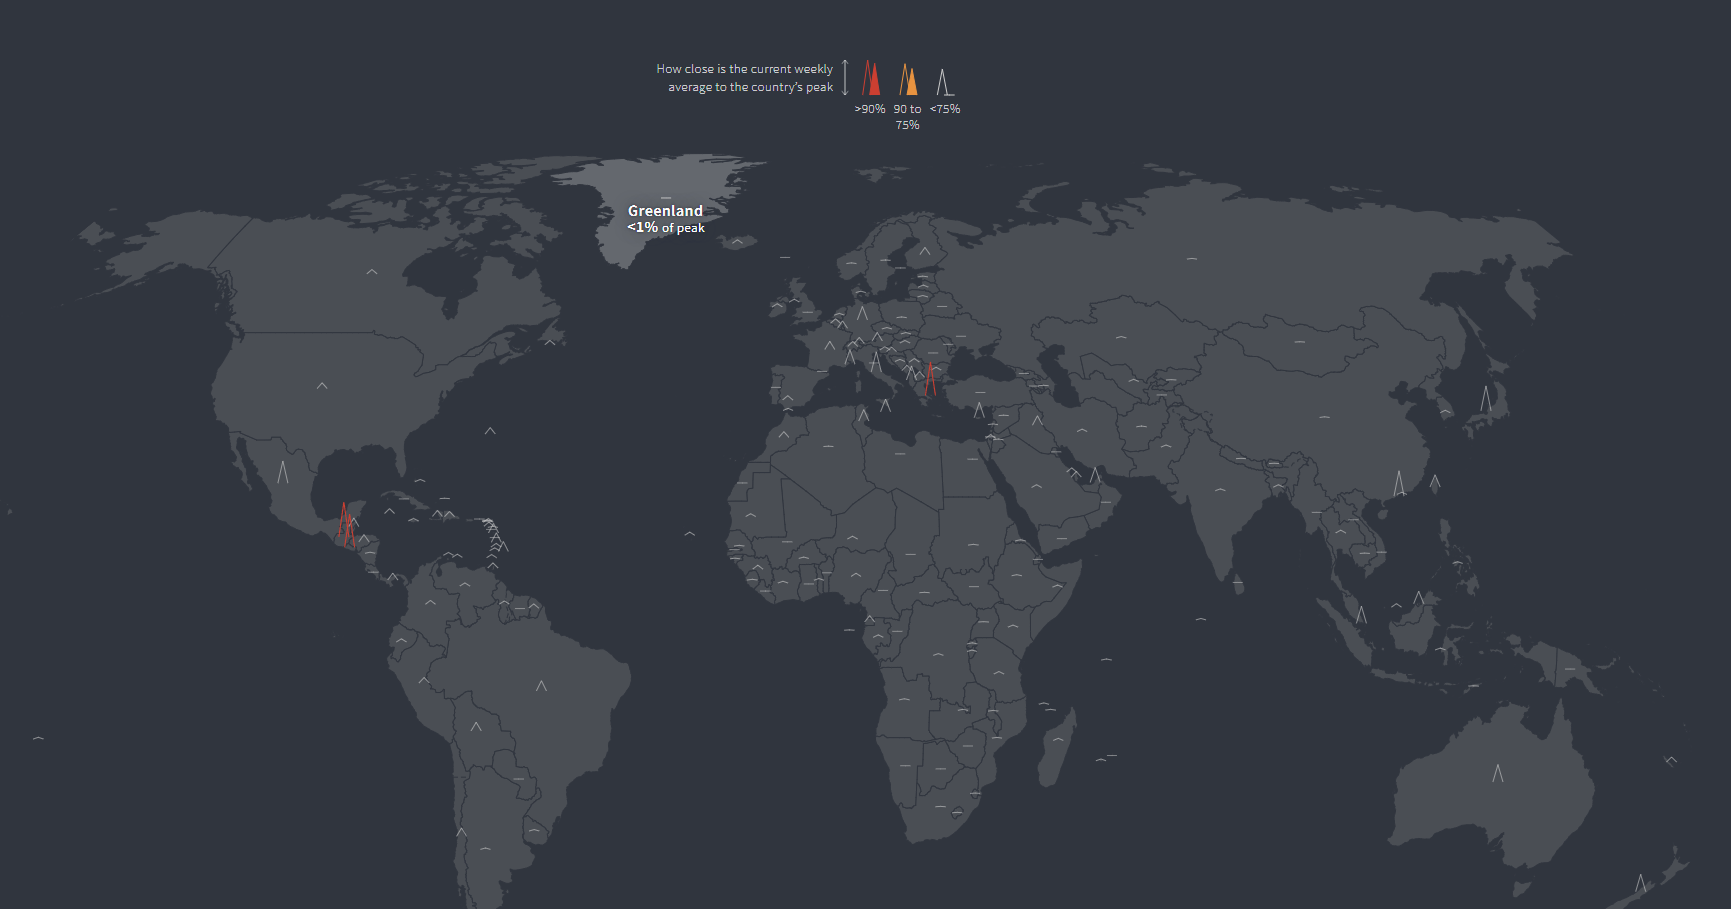 How close is the current weekly
average to the country's peak
>90%
90 to
75%
<75%
Greenland
<1% of peak